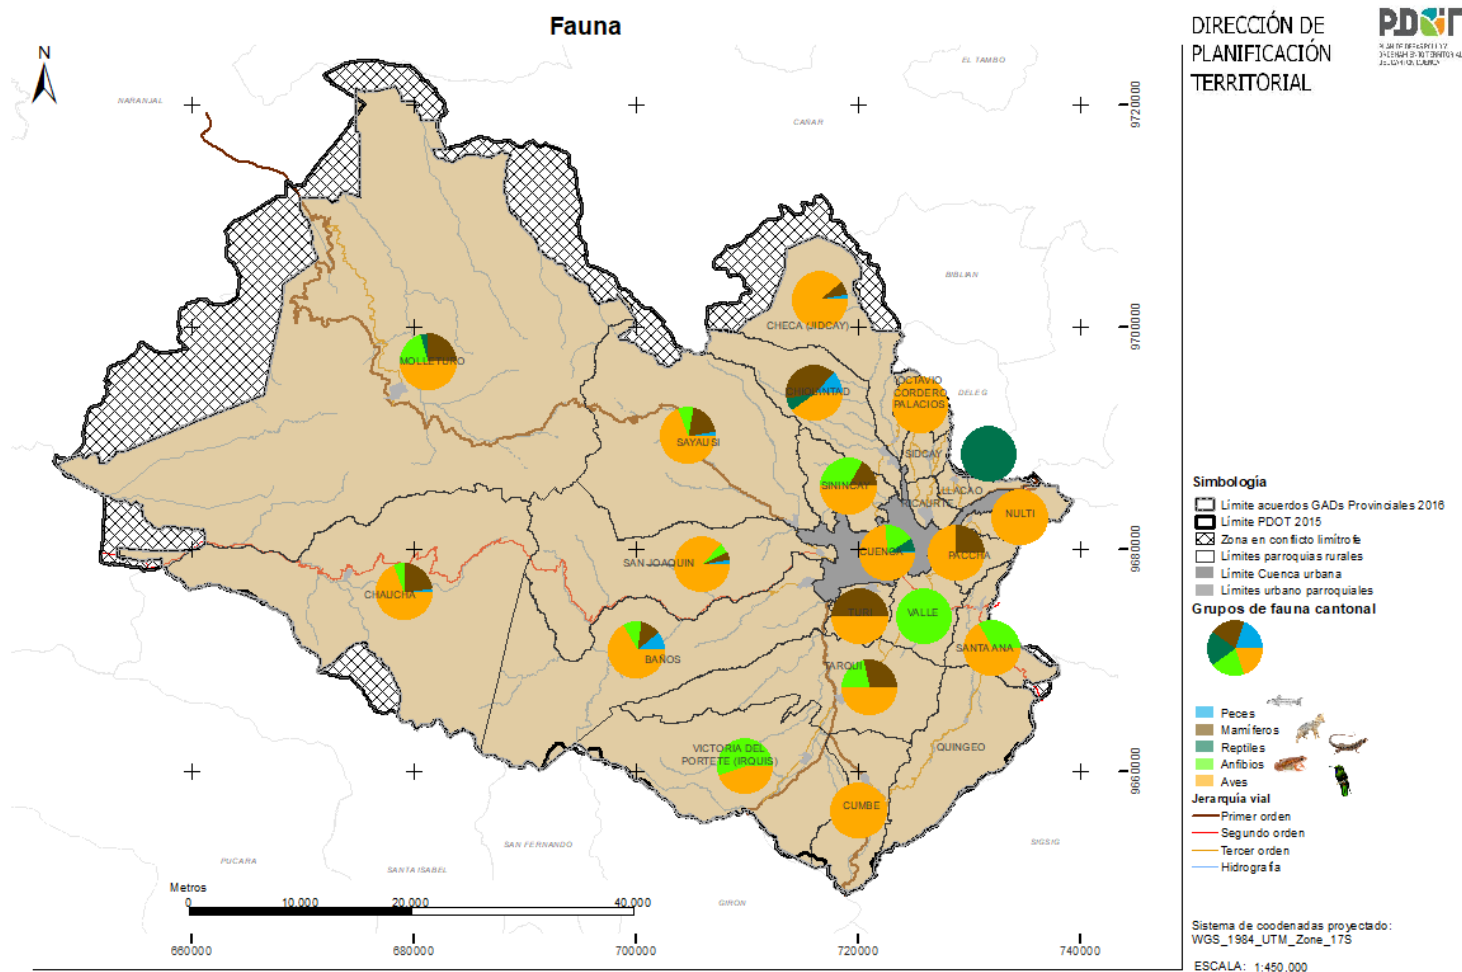 Fauna
DIRECCIÓN DE
PLANIFICACIÓN
TERRITORIAL
PDOT
N
NARANJAL
EL TAMBO
CAÑAR
BIBLIAN
DELEG
SIGSIG
GIRON
SAN FERNANDO
SANTA ISABEL
PUCARA
CHECA (JIDCAY)
MOLLETURO
CHIQUINTAD
OCTAVIO
CORDERO
PALACIOS
SAYAUSI
SIDCAY
SININCAY
LLACAO
RICAURTE
NULTI
CUENCA
PACCHA
SAN JOAQUIN
CHAUCHA
TURI
VALLE
BAÑOS
SANTA ANA
TARQUI
QUINGEO
VICTORIA DEL
PORTETE (IRQUIS)
CUMBE
9720000
9700000
9680000
9660000
Metros
0 10.000 20.000 40.000
660000 680000 700000 720000 740000
Simbología
Límite acuerdos GADs Provinciales 2016
Límite PDOT 2015
Zona en conflicto limítrofe
Límites parroquias rurales
Límite Cuenca urbana
Límites urbano parroquiales
Grupos de fauna cantonal
Peces
Mamíferos
Reptiles
Anfibios
Aves
Jerarquía vial
Primer orden
Segundo orden
Tercer orden
Hidrografía
Sistema de coodenadas proyectado:
WGS_1984_UTM_Zone_17S
ESCALA: 1:450.000